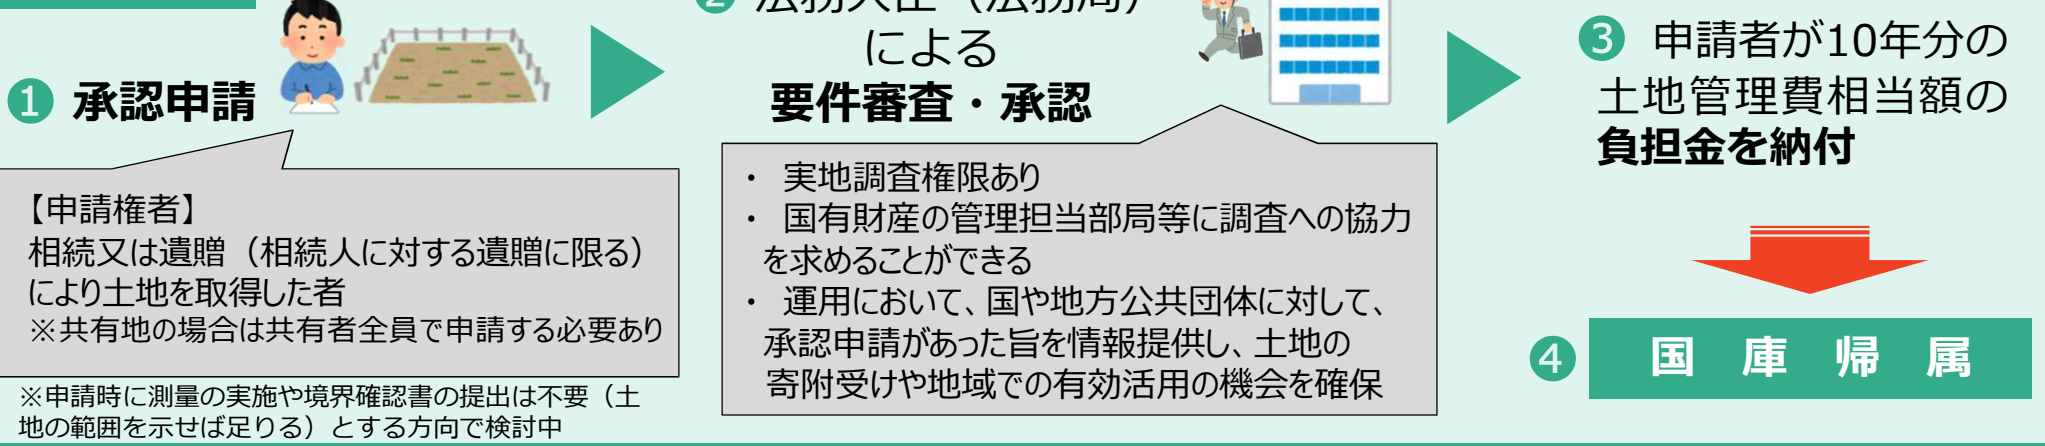 ❶ 承認申請
【申請権者】
相続又は遺贈（相続人に対する遺贈に限る）
により土地を取得した者
※共有地の場合は共有者全員で申請する必要あり
※申請時に測量の実施や境界確認書の提出は不要（土
地の範囲を示せば足りる）とする方向で検討中
❷ 法務大臣（法務局）
による
要件審査・承認
・ 実地調査権限あり
・ 国有財産の管理担当部局等に調査への協力
を求めることができる
・ 運用において、国や地方公共団体に対して、
承認申請があった旨を情報提供し、土地の
寄附受けや地域での有効活用の機会を確保
❸ 申請者が10年分の
土地管理費相当額の
負担金を納付
❹ 国庫帰属